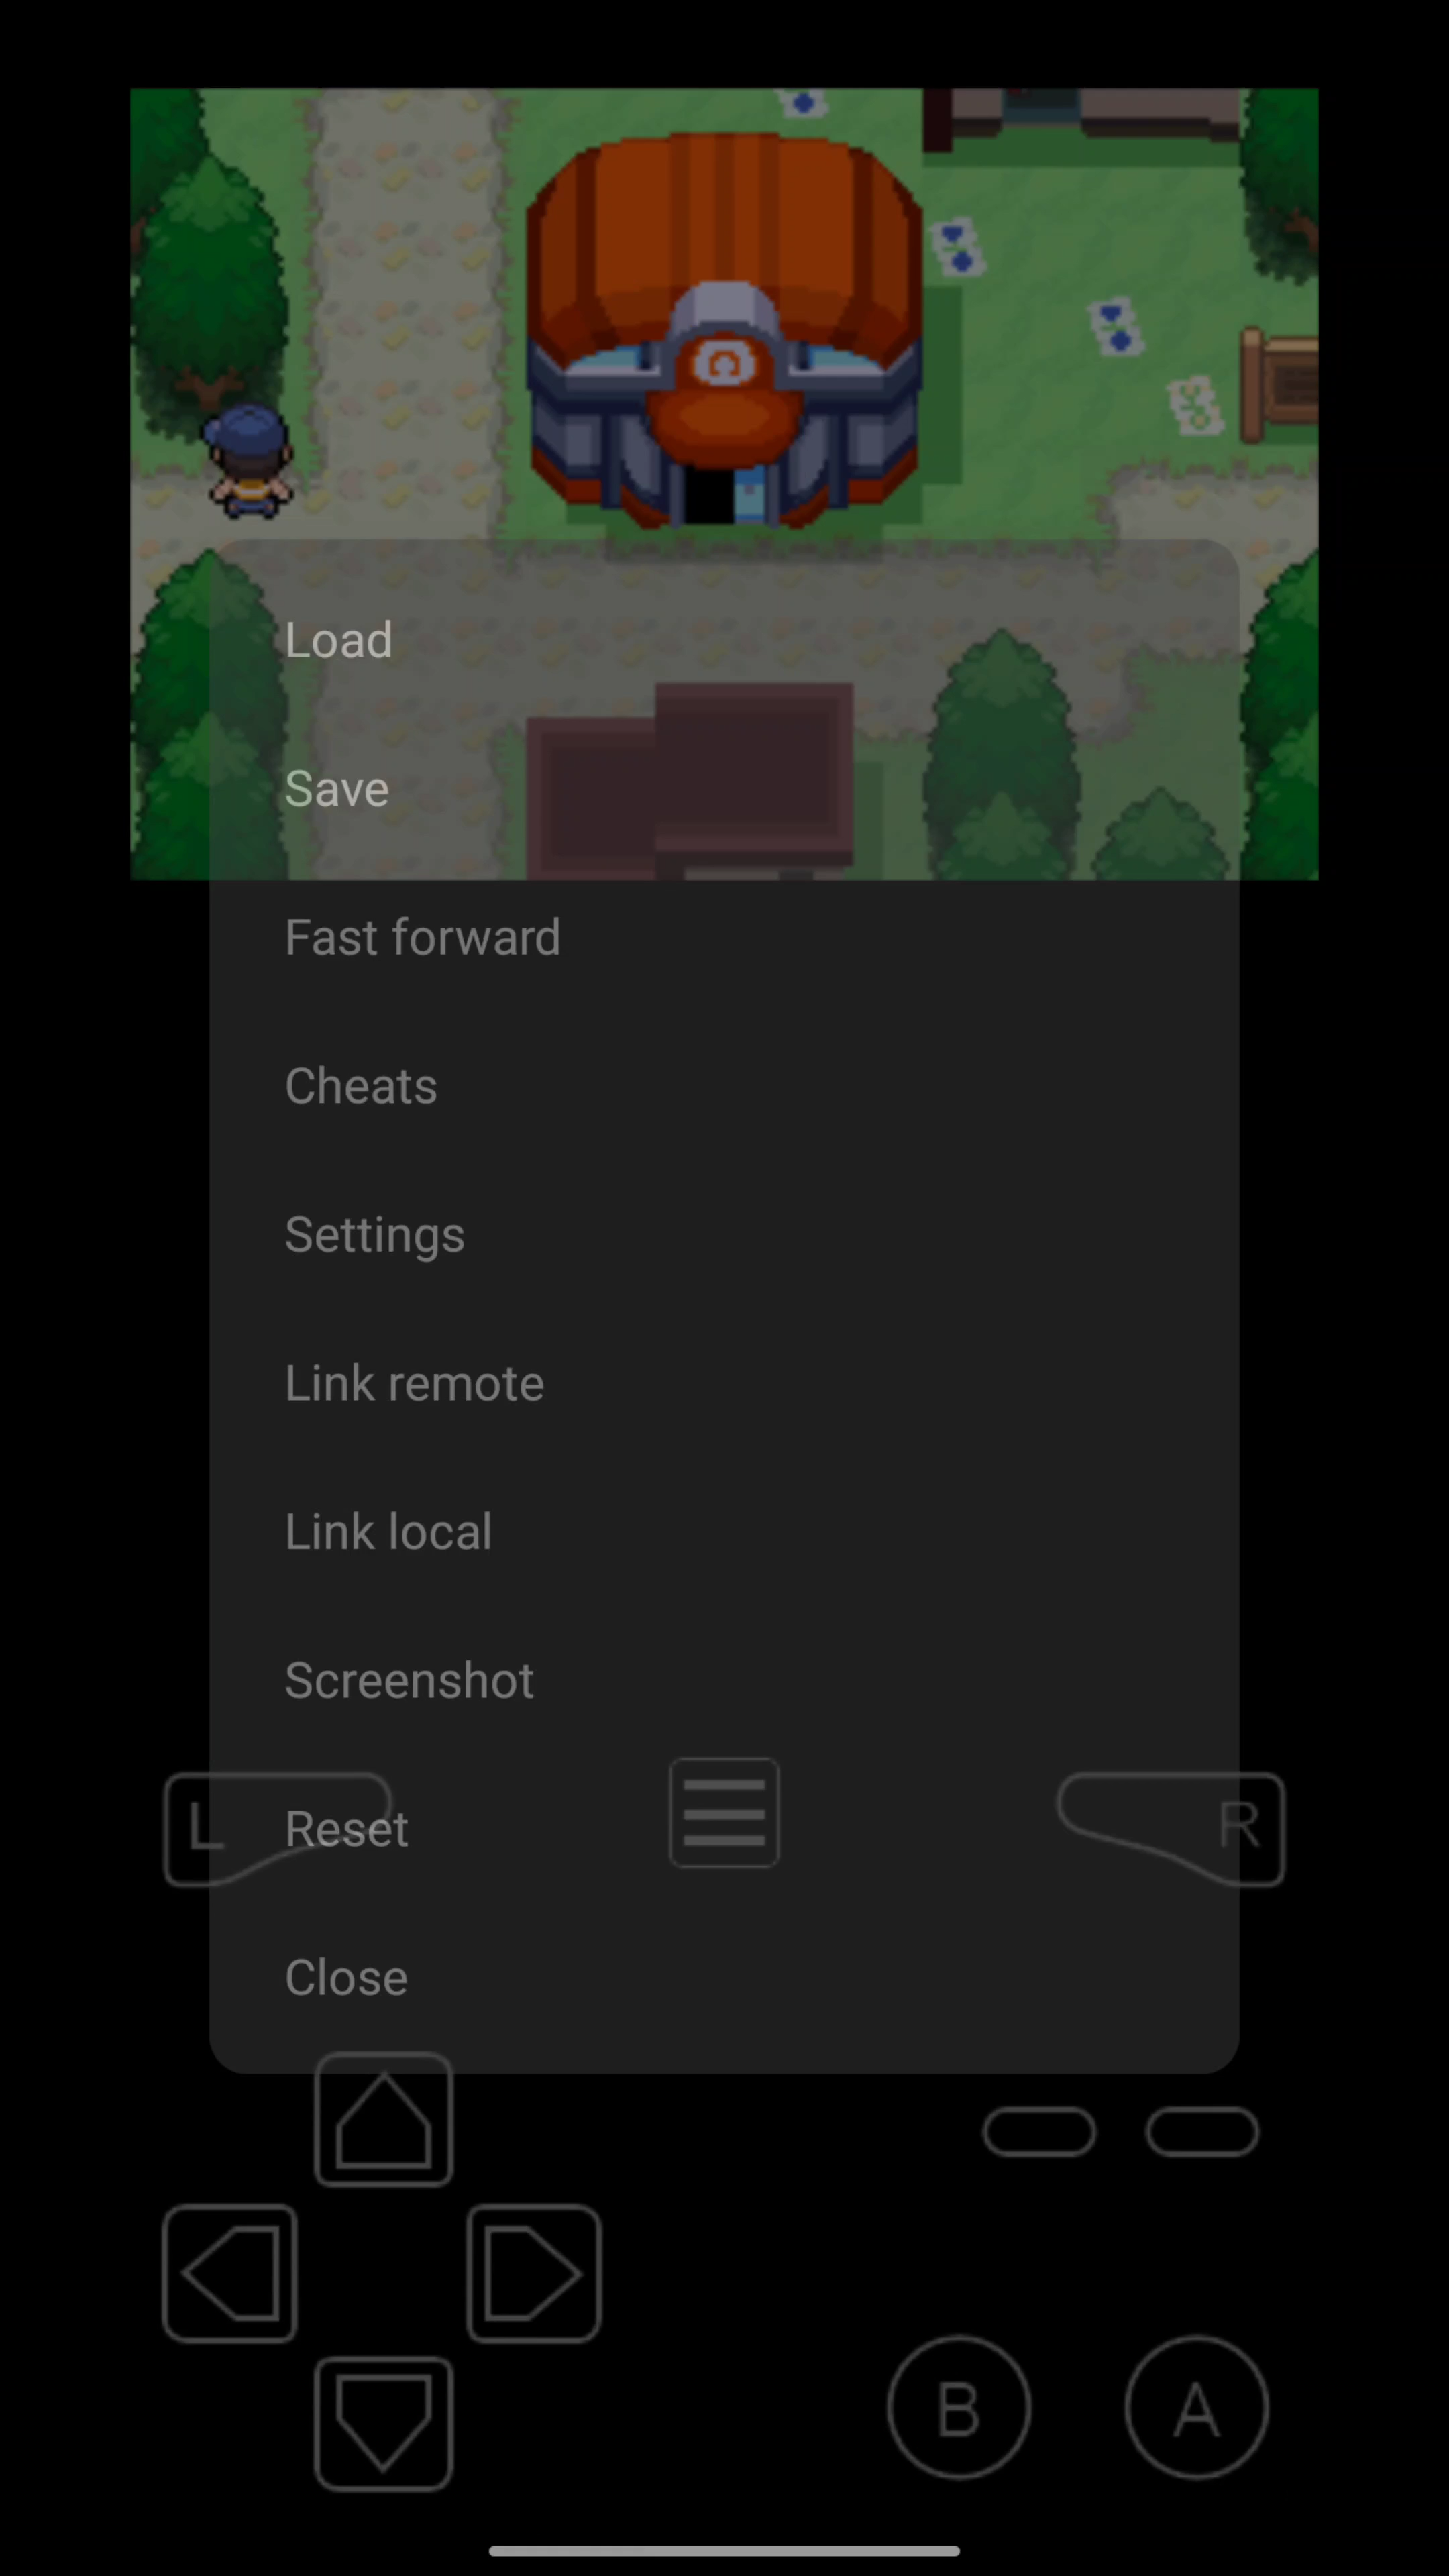 Load
Save
Fast forward
Cheats
Settings
Link remote
Link local
Screenshot
L
Reset
R
Close
B
A